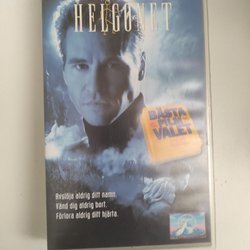 HELGONET
BÄSTA
VALET
Avslöja aldrig ditt namn.
Vänd dig aldrig bort.
Förlora aldrig ditt hjärta.